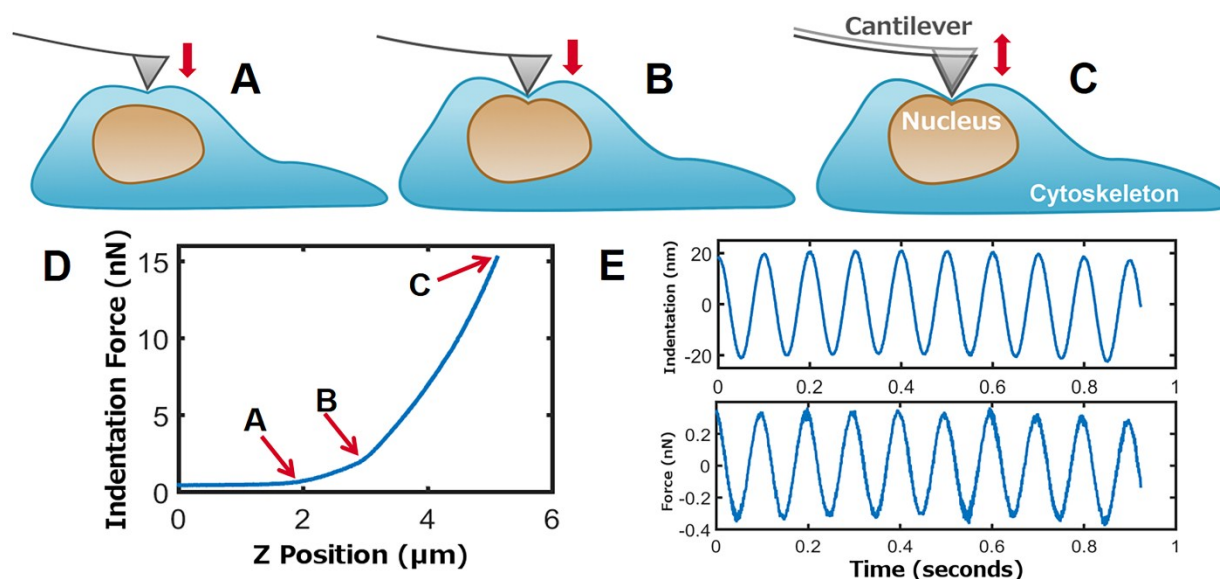 Cantilever
A
B
C
Nucleus
Cytoskeleton
D
Indentation Force (nN)
15
10
5
0
A
B
C
0
2
4
6
Z Position (µm)
E
Indentation (nm)
20
0
-20
0
0.2
0.4
0.6
0.8
1
Force (nN)
0.2
0
-0.2
-0.4
0
0.2
0.4
0.6
0.8
1
Time (seconds)